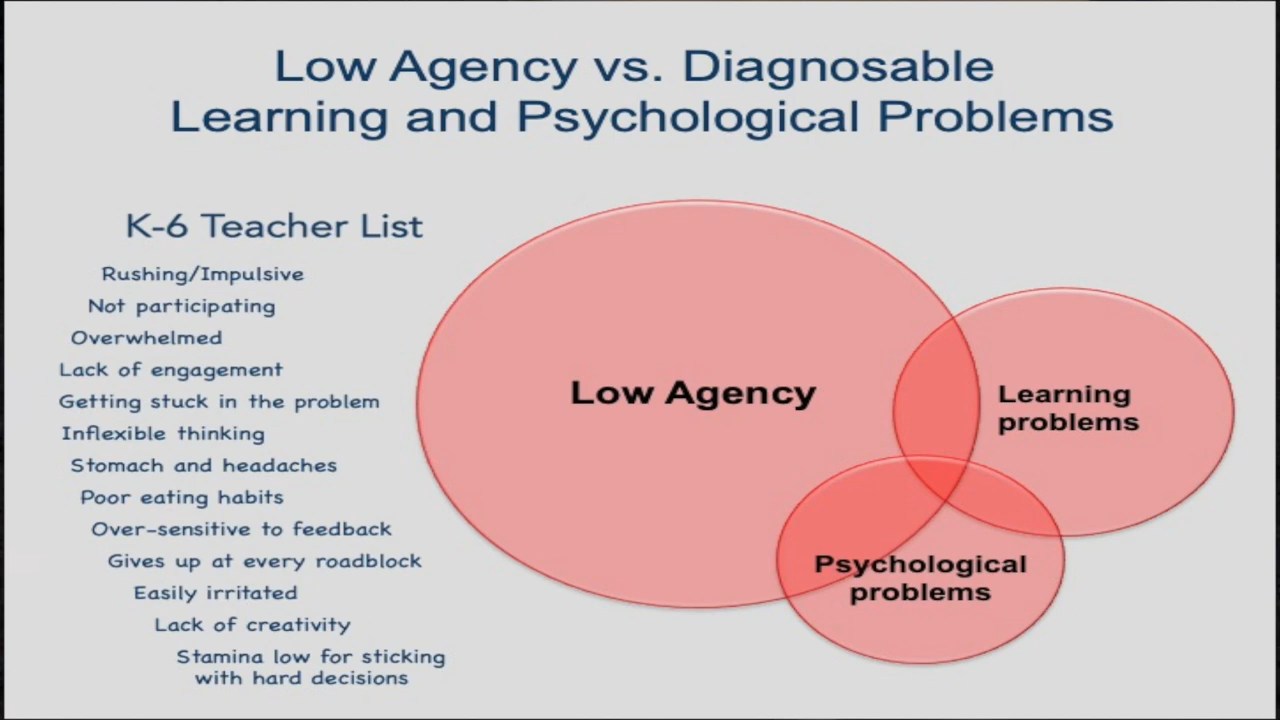 Low Agency vs. Diagnosable
Learning and Psychological Problems
K-6 Teacher List
Rushing/Impulsive
Not participating
Overwhelmed
Lack of engagement
Getting stuck in the problem
Inflexible thinking
Stomach and headaches
Poor eating habits
Over-sensitive to feedback
Gives up at every roadblock
Easily irritated
Lack of creativity
Stamina low for sticking
with hard decisions
Low Agency
Learning
problems
Psychological
problems